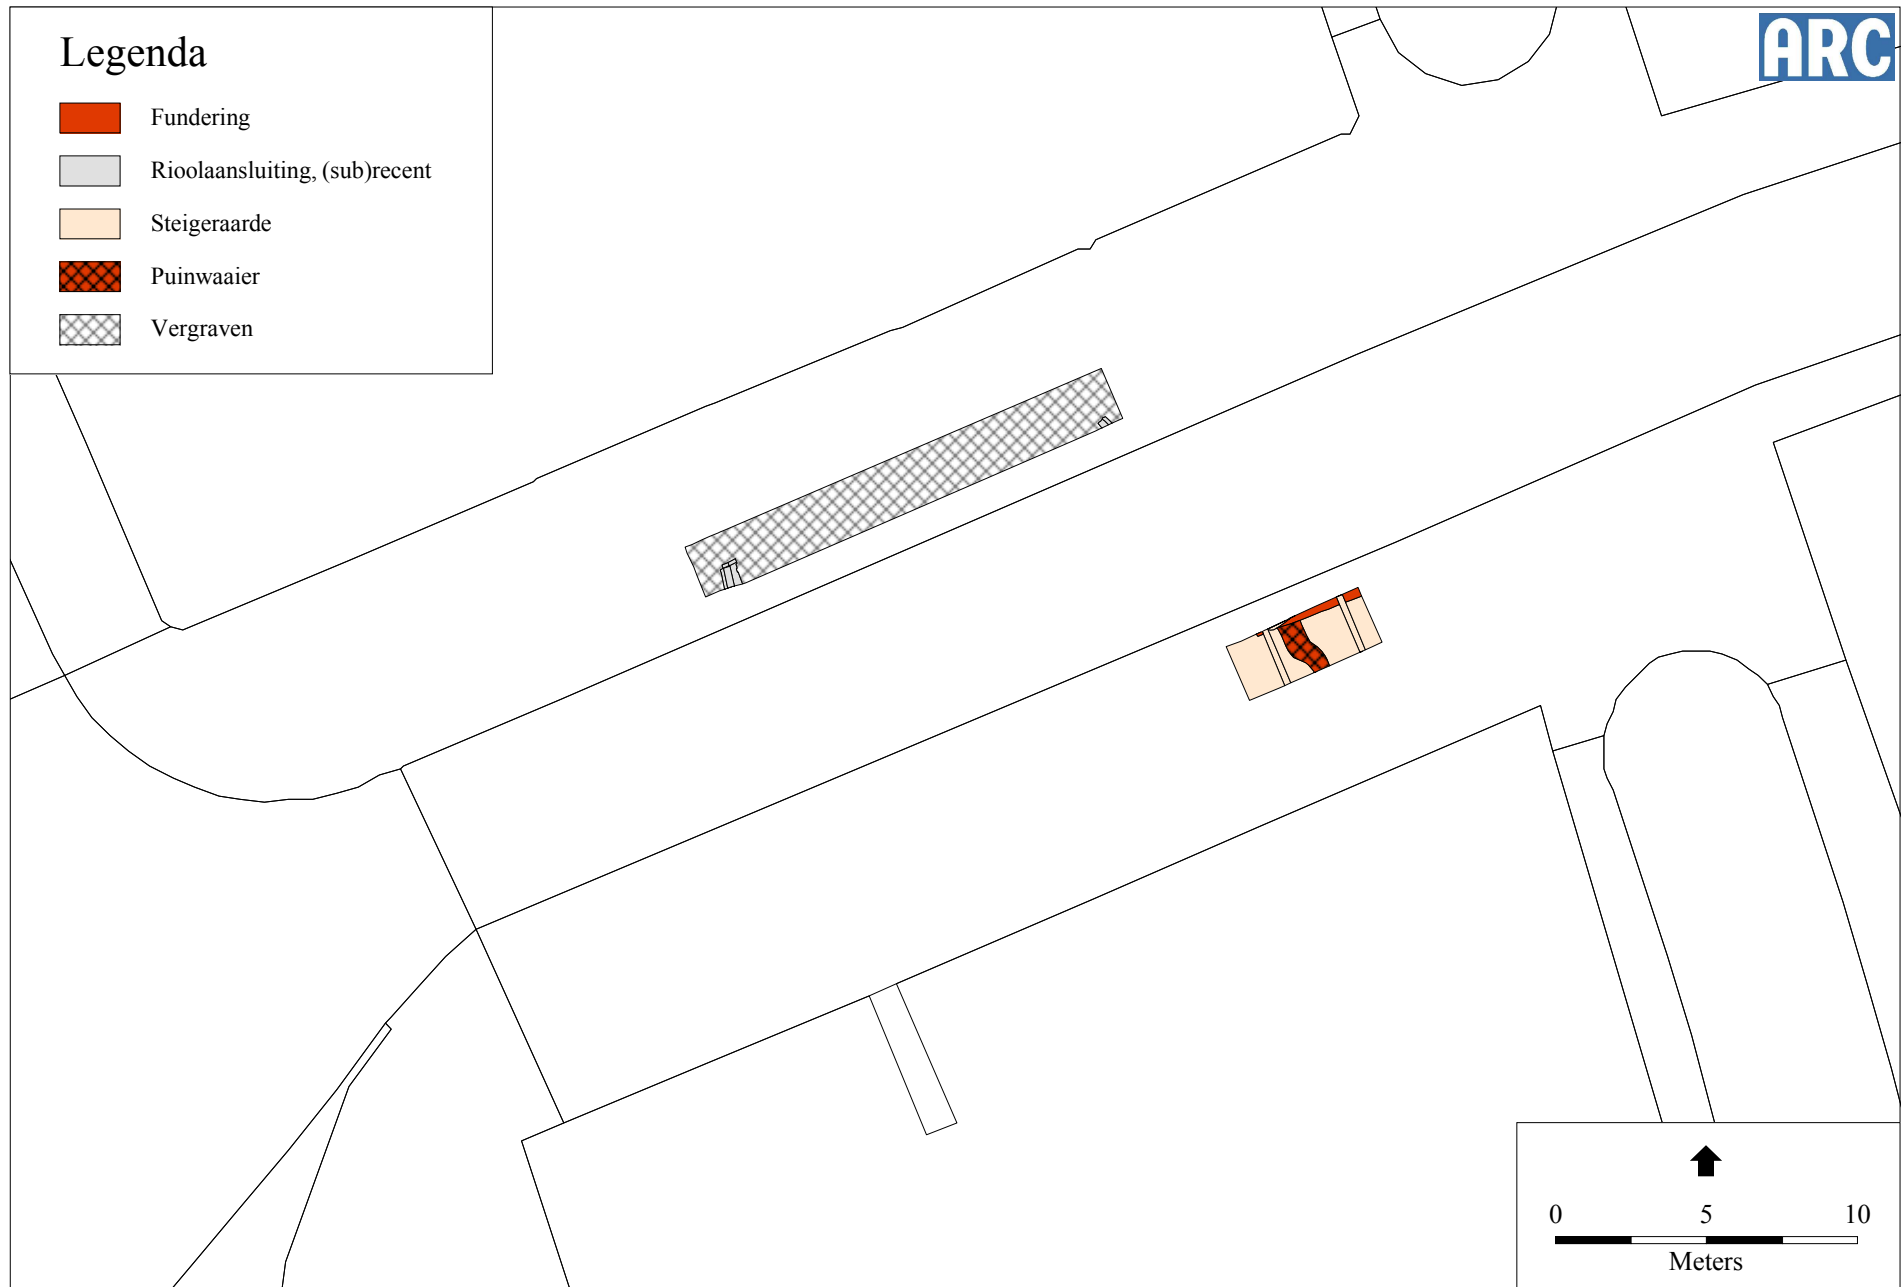 Legenda
ARC
Fundering
Rioolaansluiting, (sub)recent
Steigeraarde
Puinwaaier
Vergraven
0 5 10
Meters